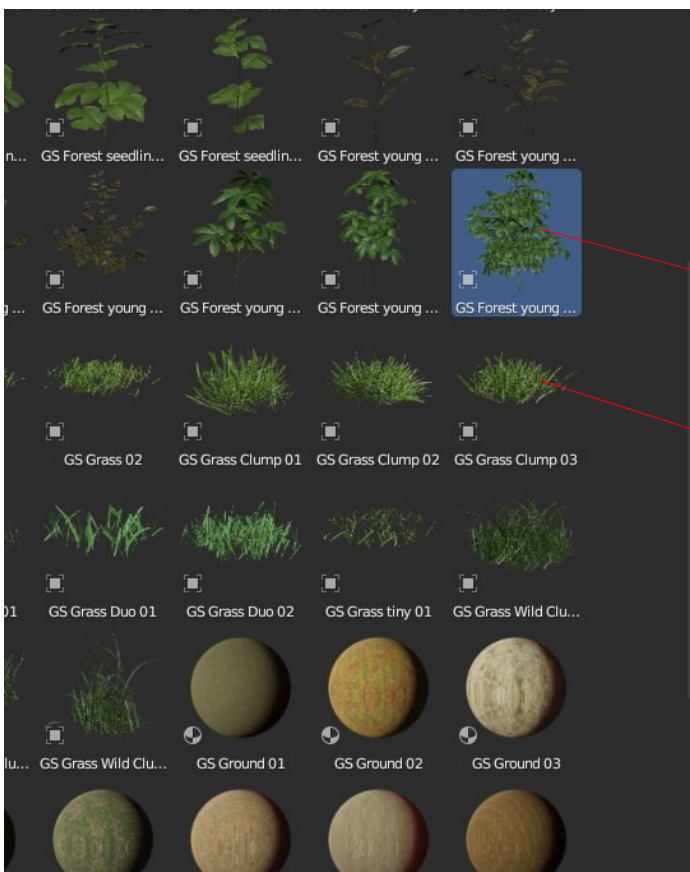 n... GS Forest seedlin... GS Forest seedlin... GS Forest young ... GS Forest young ...
g ... GS Forest young ... GS Forest young ... GS Forest young ... GS Forest young ...
GS Grass 02 GS Grass Clump 01 GS Grass Clump 02 GS Grass Clump 03
01 GS Grass Duo 01 GS Grass Duo 02 GS Grass tiny 01 GS Grass Wild Clu...
lu... GS Grass Wild Clu... GS Ground 01 GS Ground 02 GS Ground 03